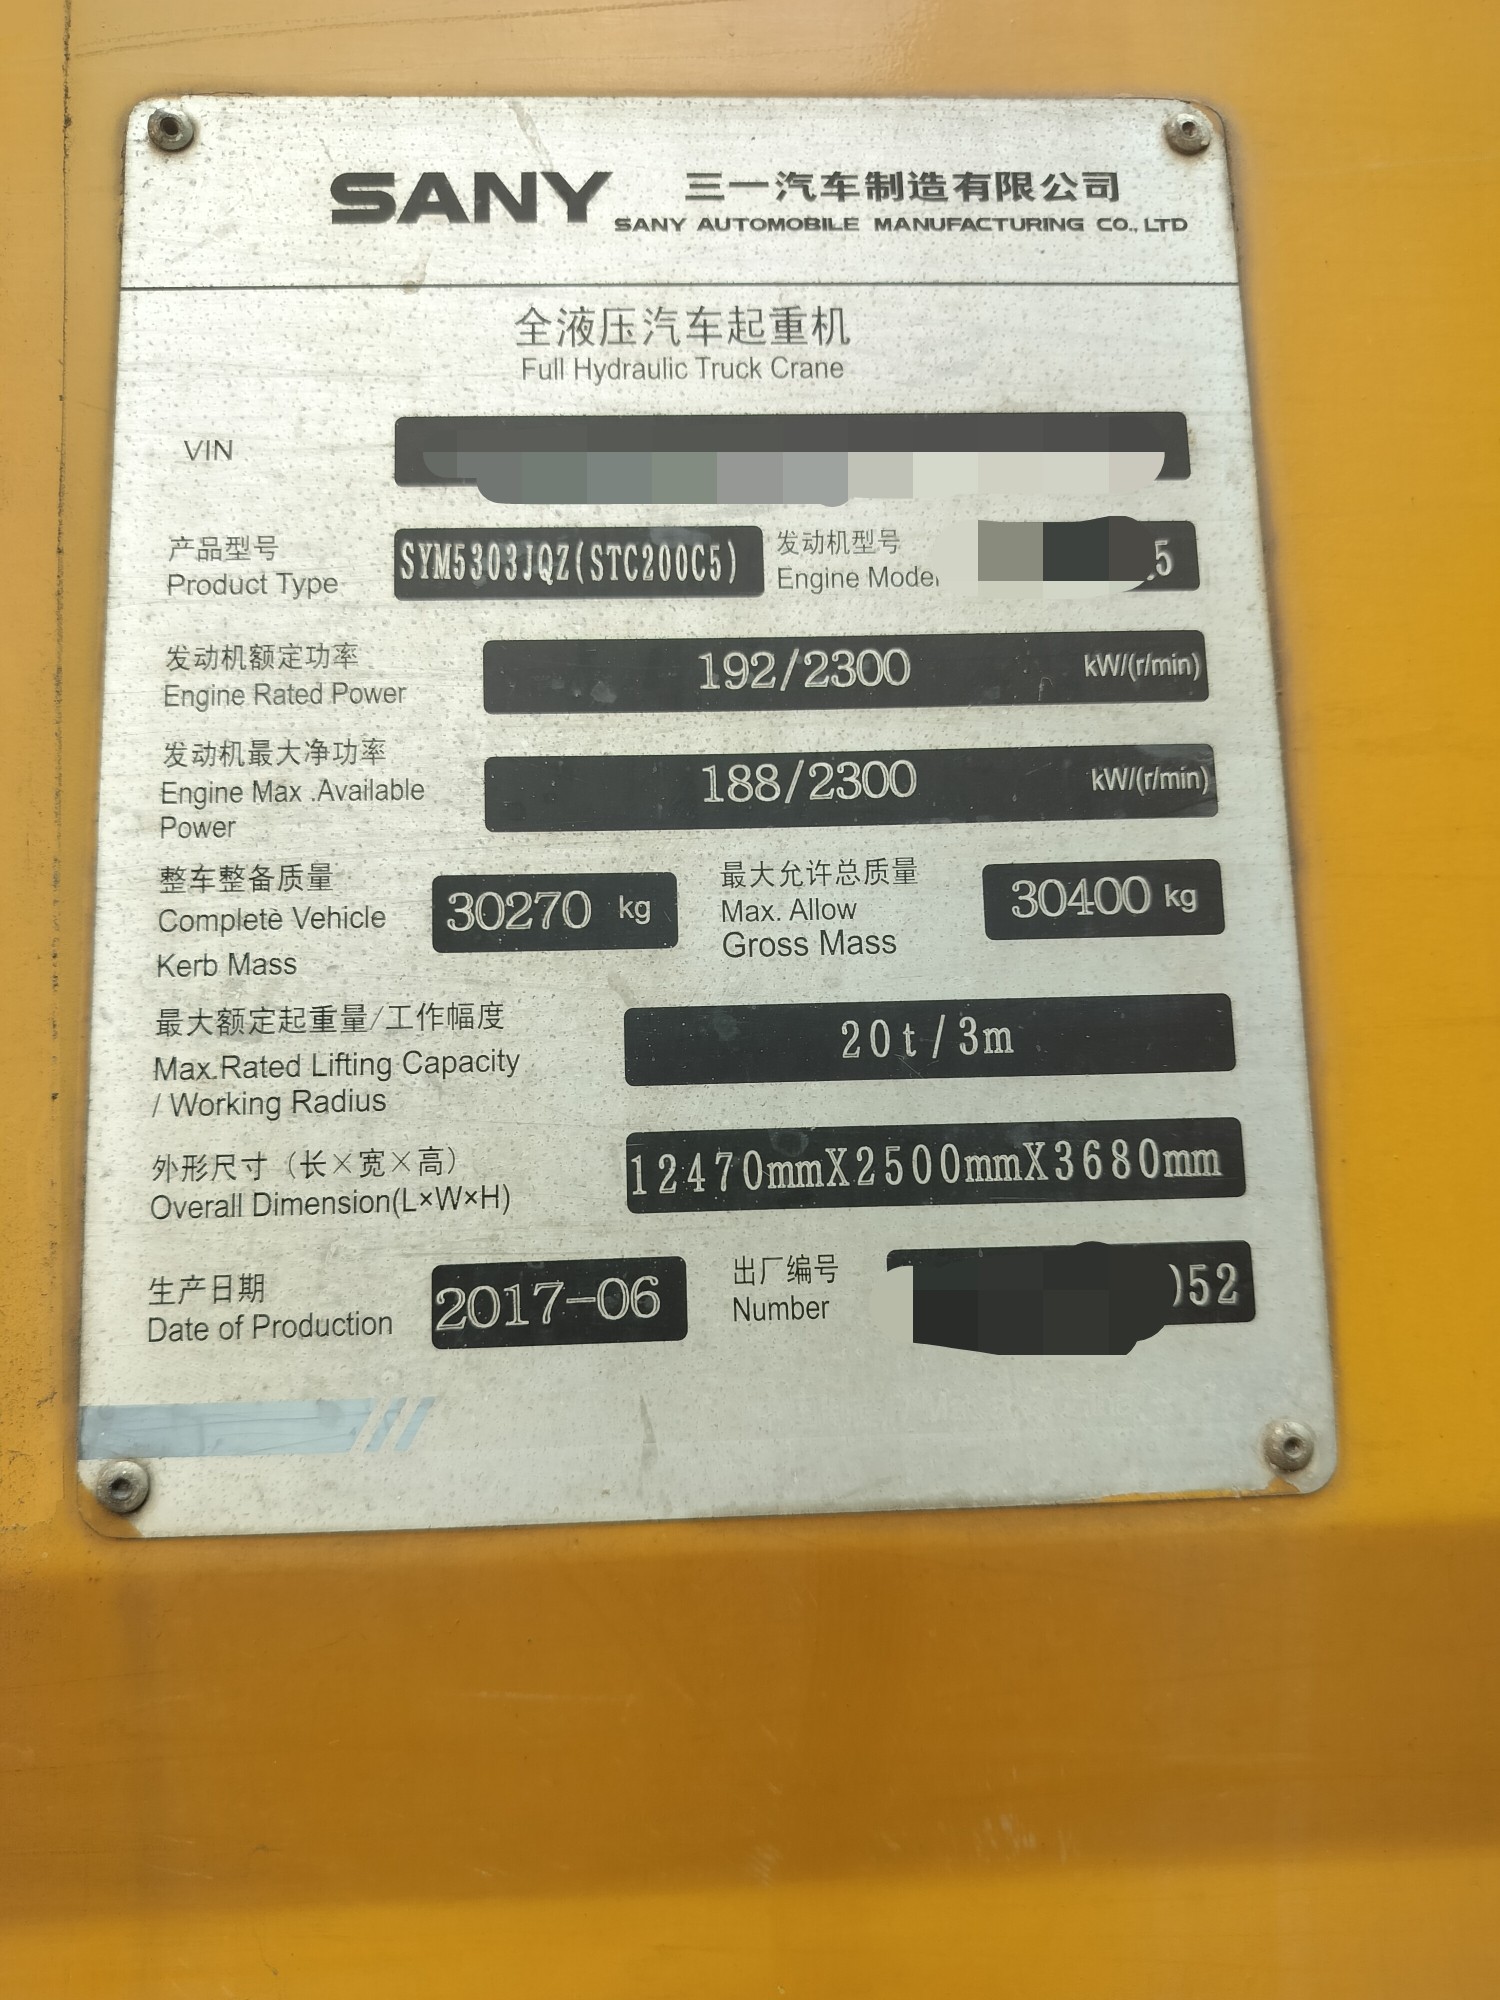 SANY 三一汽车制造有限公司
SANY AUTOMOBILE MANUFACTURING CO., LTD
全液压汽车起重机
Full Hydraulic Truck Crane
VIN
产品型号 SYM5303JQZ(STC200C5) 发动机型号 5
Product Type Engine Model
发动机额定功率 192/2300 kW/(r/min)
Engine Rated Power
发动机最大净功率 188/2300 kW/(r/min)
Engine Max .Available
Power
整车整备质量 30270 kg 最大允许总质量 30400 kg
Complete Vehicle Max. Allow
Kerb Mass Gross Mass
最大额定起重量/工作幅度 20t/3m
Max.Rated Lifting Capacity
/ Working Radius
外形尺寸（长×宽×高） 12470mmX2500mmX3680mm
Overall Dimension(L×W×H)
生产日期 2017-06 出厂编号 52
Date of Production Number